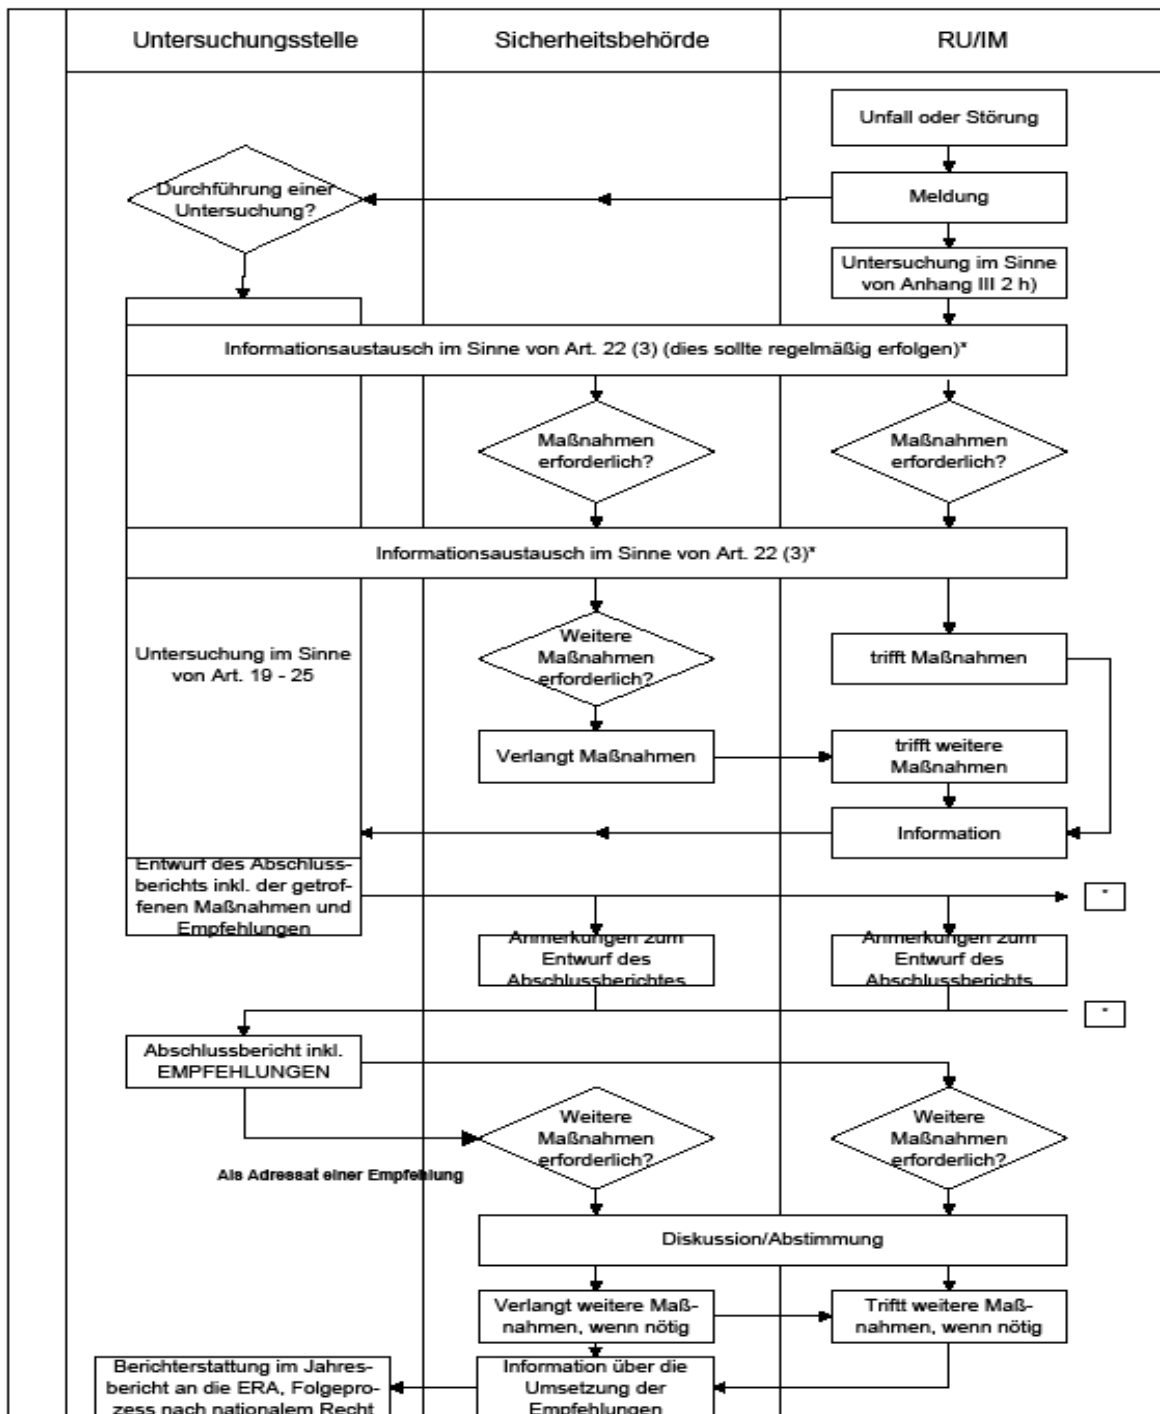 Untersuchungsstelle
Sicherheitsbehörde
RU/IM
Unfall oder Störung
Durchführung einer
Untersuchung?
Meldung
Untersuchung im Sinne
von Anhang III 2 h)
Informationsaustausch im Sinne von Art. 22 (3) (dies sollte regelmäßig erfolgen)*
Maßnahmen
erforderlich?
Maßnahmen
erforderlich?
Informationsaustausch im Sinne von Art. 22 (3)*
Untersuchung im Sinne
von Art. 19 - 25
Weitere
Maßnahmen
erforderlich?
trifft Maßnahmen
Verlangt Maßnahmen
trifft weitere
Maßnahmen
Information
Entwurf des Abschluss-
berichts inkl. der getrof-
fenen Maßnahmen und
Empfehlungen
*
Anmerkungen zum
Entwurf des
Abschlussberichtes
Anmerkungen zum
Entwurf des
Abschlussberichts
*
Abschlussbericht inkl.
EMPFEHLUNGEN
Weitere
Maßnahmen
erforderlich?
Weitere
Maßnahmen
erforderlich?
Als Adressat einer Empfehlung
Diskussion/Abstimmung
Verlangt weitere Maß-
nahmen, wenn nötig
Triftt weitere Maß-
nahmen, wenn nötig
Berichterstattung im Jahres-
bericht an die ERA, Folgepro-
zess nach nationalem Recht
Information über die
Umsetzung der
Empfehlungen